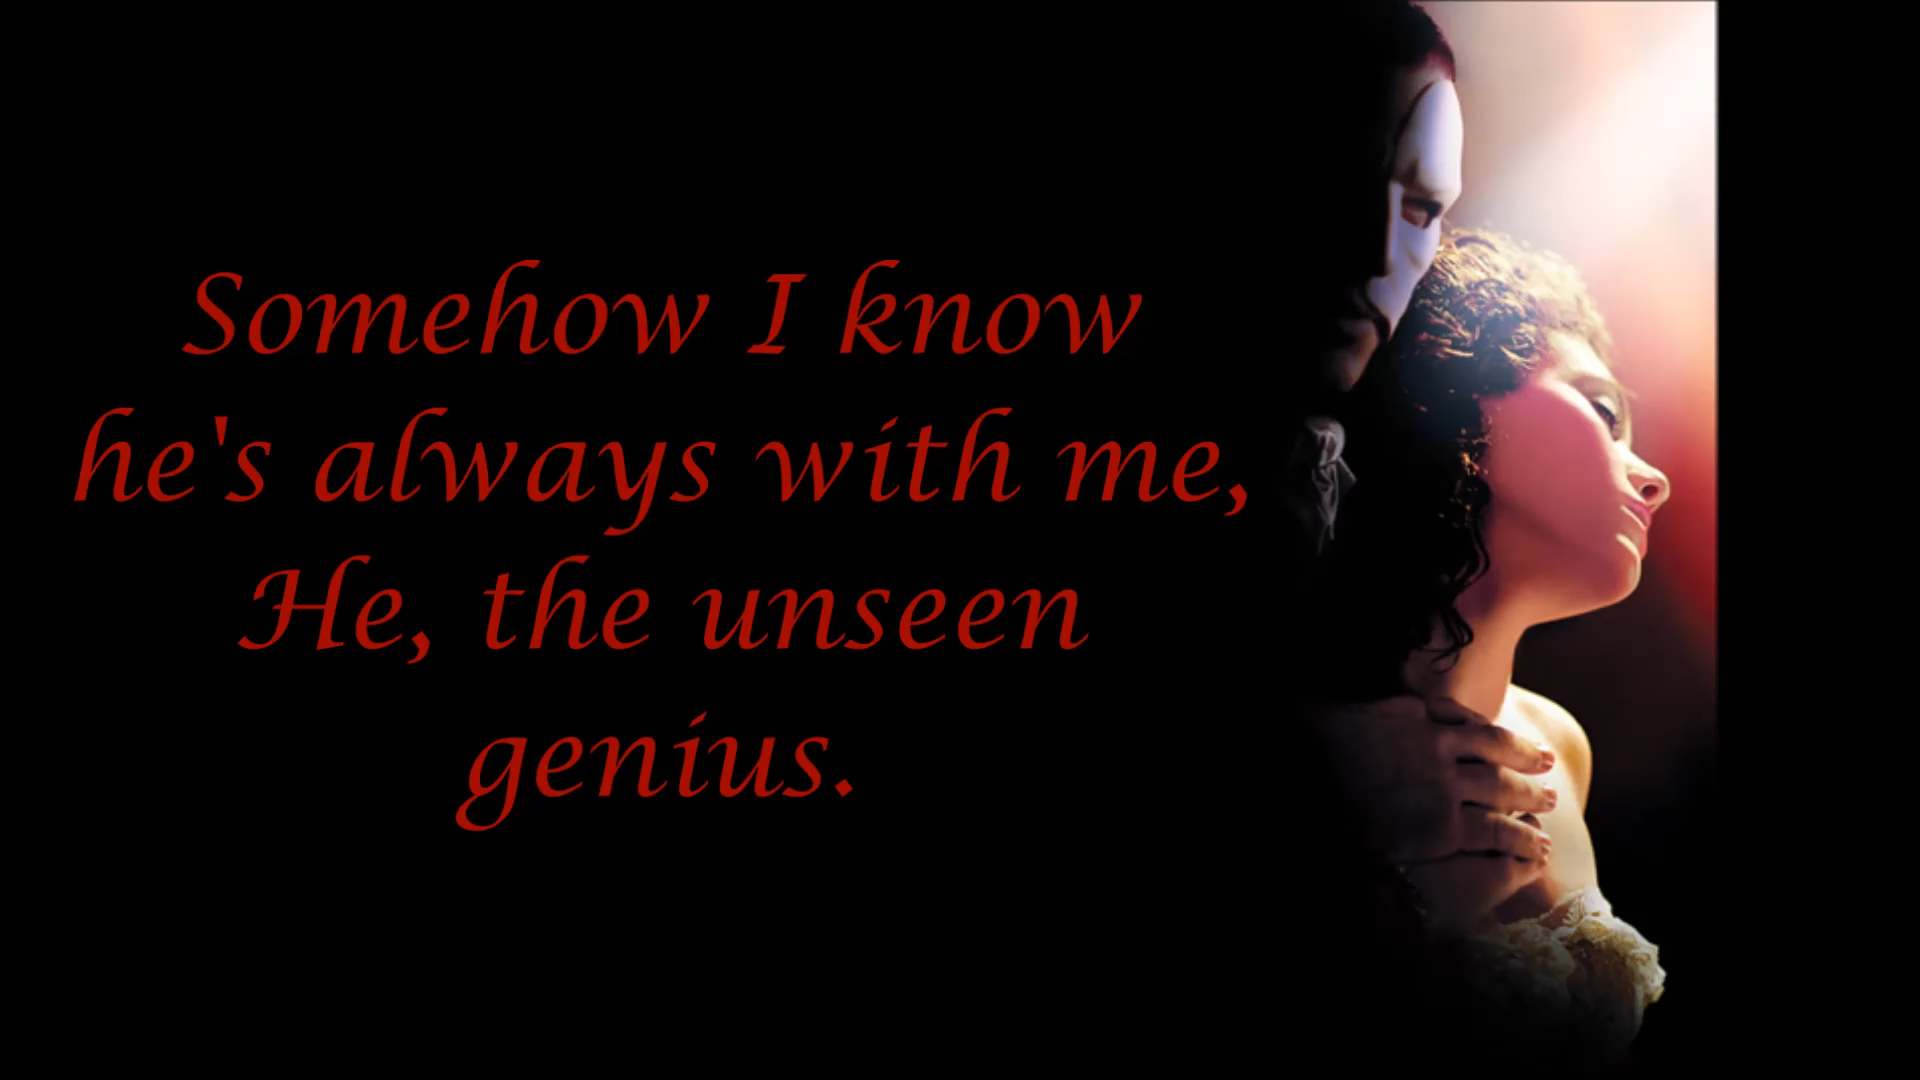 Somehow I know
he's always with me,
He, the unseen
genius.